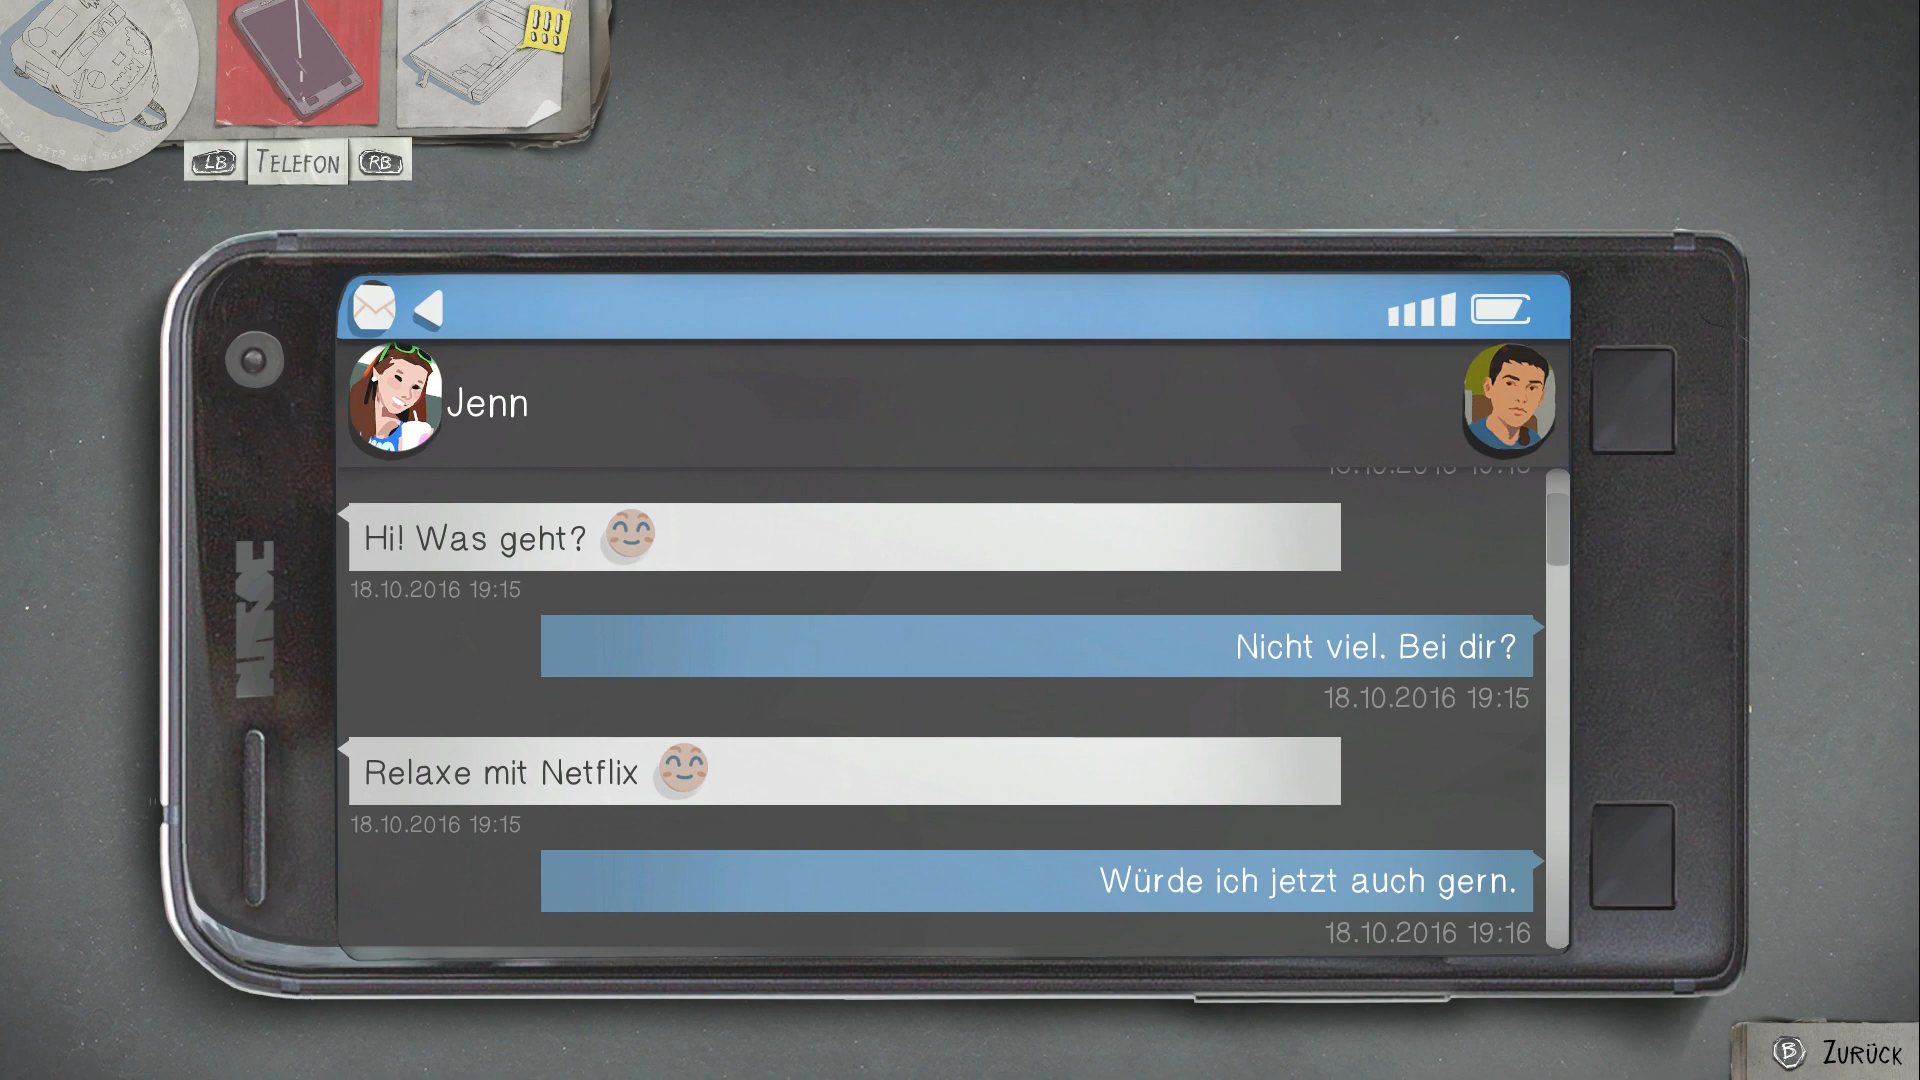 LB TELEFON RB
Jenn
Hi! Was geht?
18.10.2016 19:15
Nicht viel. Bei dir?
18.10.2016 19:15
Relaxe mit Netflix
18.10.2016 19:15
Würde ich jetzt auch gern.
18.10.2016 19:16
B ZURÜCK